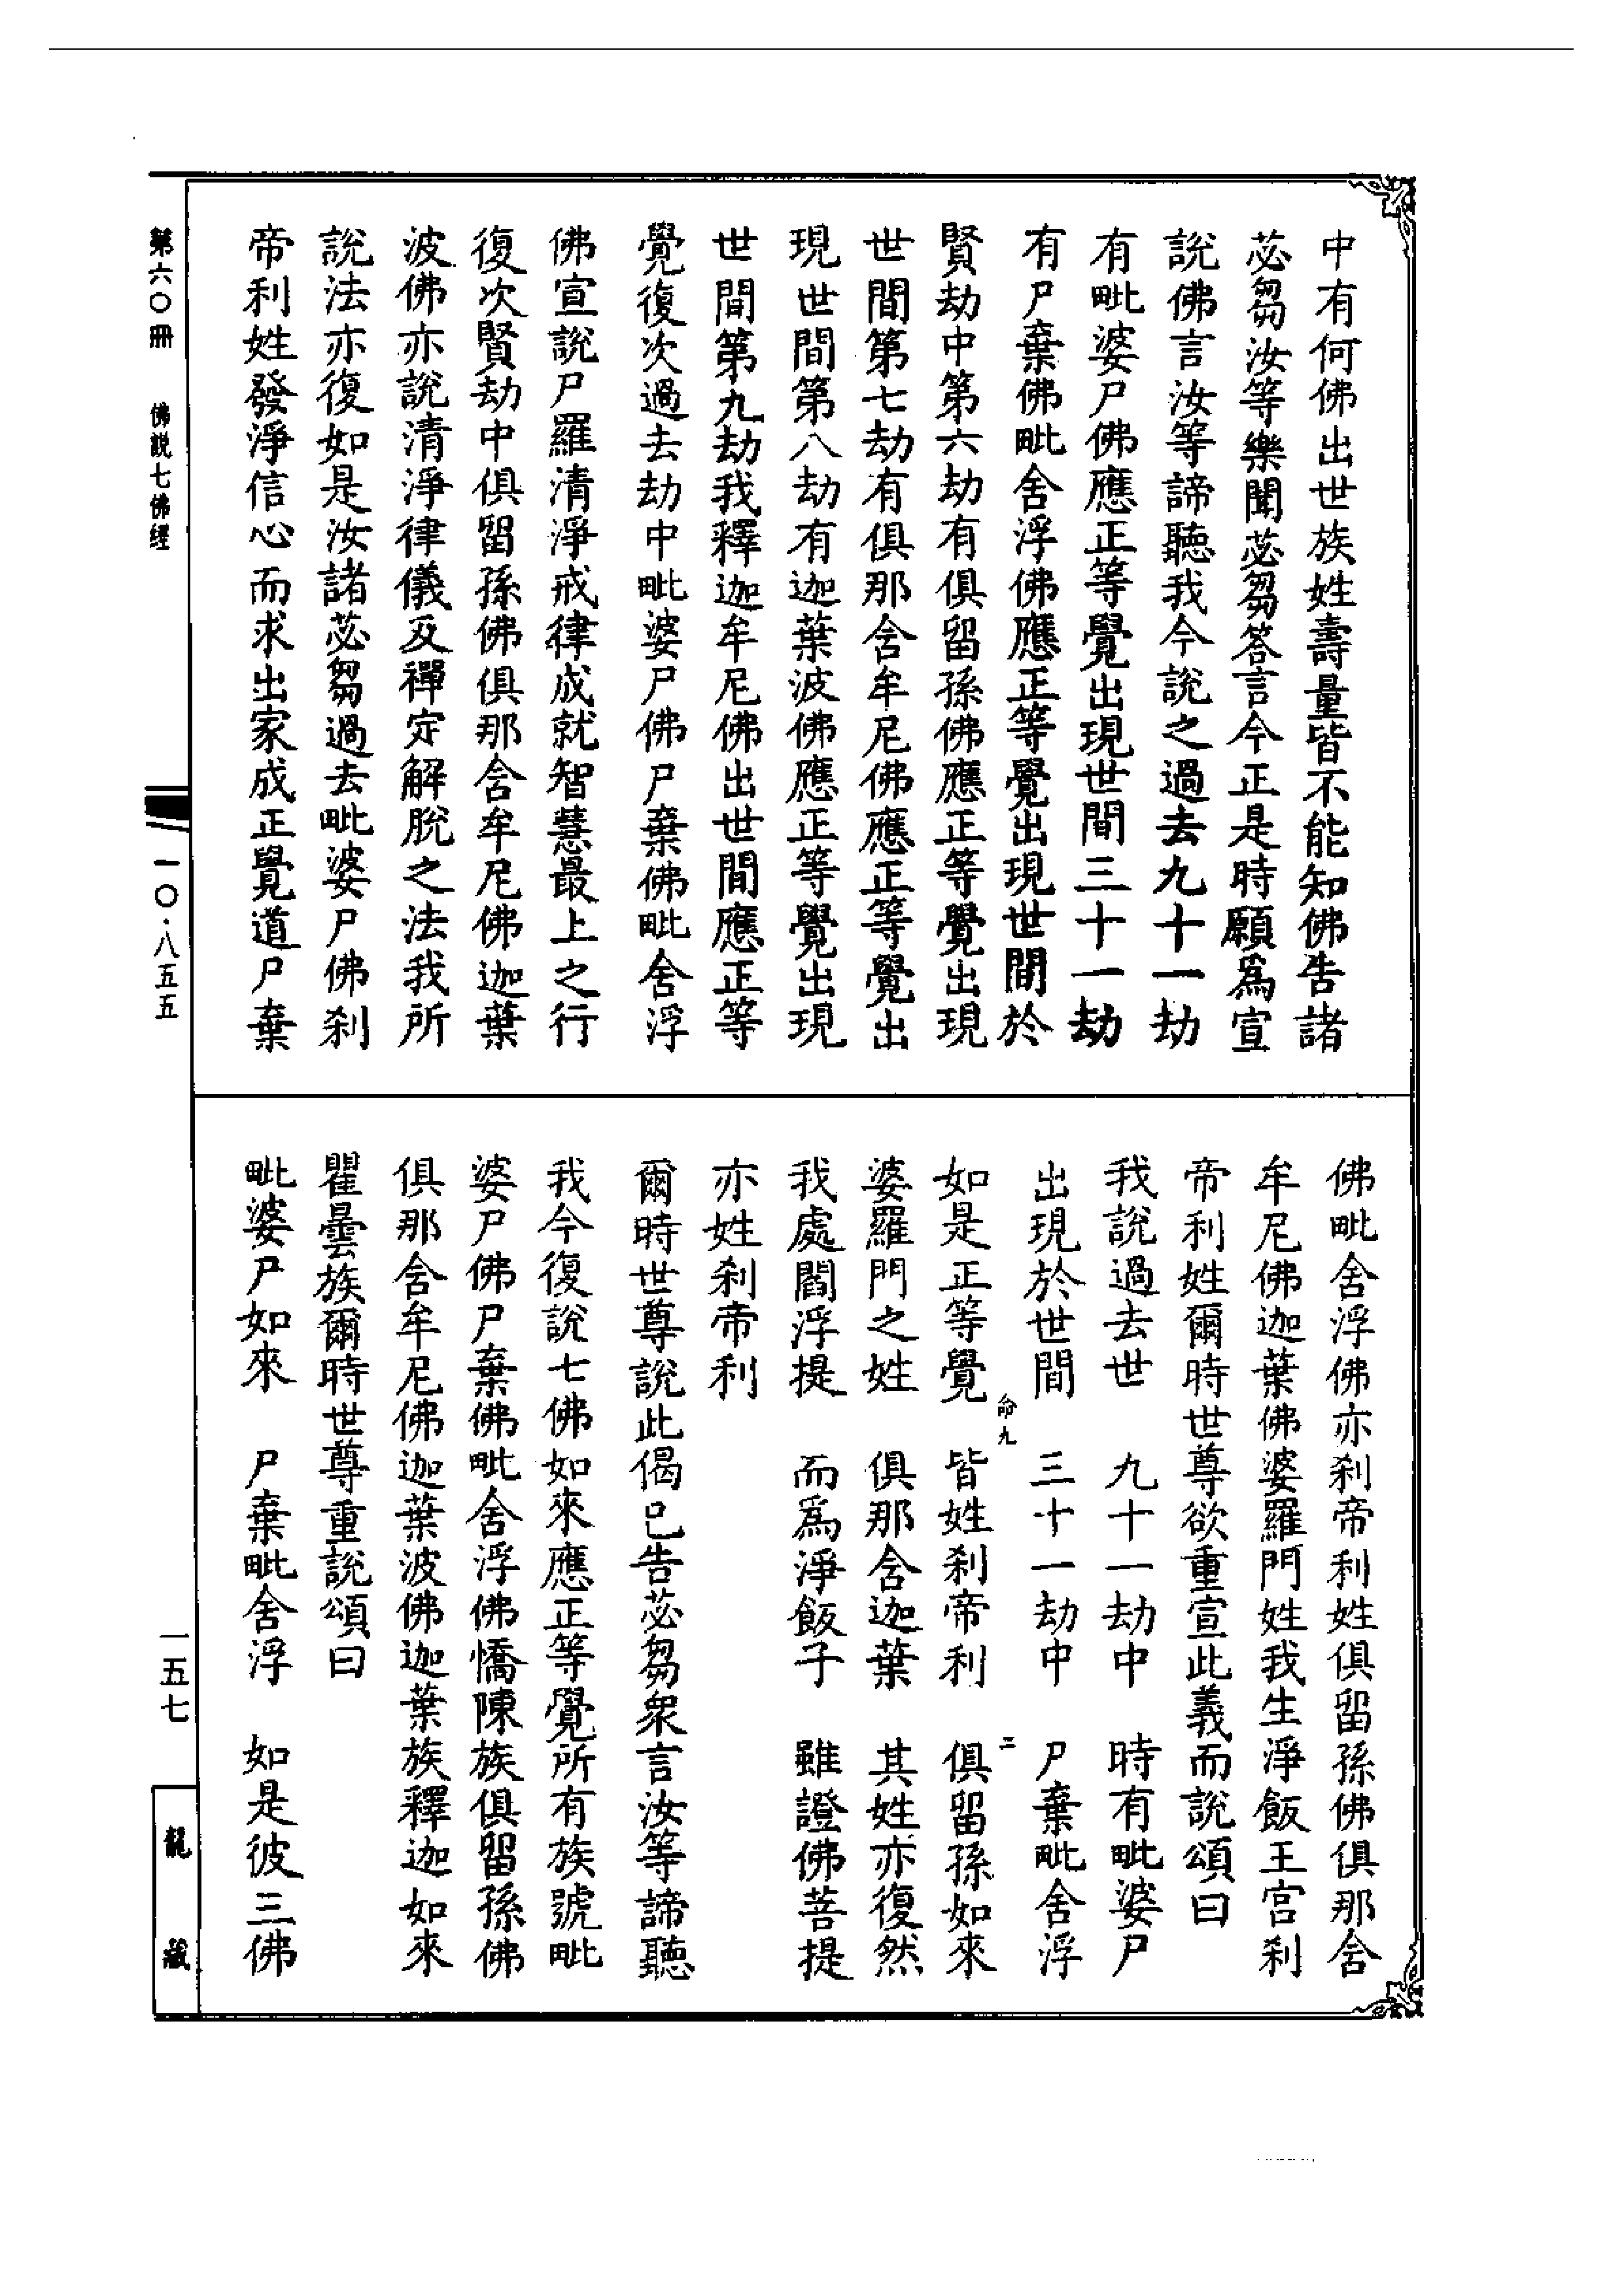 中有何佛出世族姓壽量皆不能知佛告諸
苾芻汝等樂聞苾芻答言今正是時願爲宣
說佛言汝等諦聽我今說之過去九十一劫
有毗婆尸佛應正等覺出現世間三十一劫
有尸棄佛毗舍浮佛應正等覺出現世間於
賢劫中第六劫有俱留孫佛應正等覺出現
世間第七劫有俱那舍牟尼佛應正等覺出
現世間第八劫有迦葉波佛應正等覺出現
世間第九劫我釋迦牟尼佛出世間應正等
覺復次過去劫中毗婆尸佛尸棄佛毗舍浮
佛宣說尸羅清淨戒律成就智慧最上之行
復次賢劫中俱留孫佛俱那舍牟尼佛迦葉
波佛亦說清淨律儀及禪定解脫之法我所
說法亦復如是汝諸苾芻過去毗婆尸佛刹
帝利姓發淨信心而求出家成正覺道尸棄
佛毗舍浮佛亦刹帝利姓俱留孫佛俱那舍
牟尼佛迦葉佛婆羅門姓我生淨飯王宫刹
帝利姓爾時世尊欲重宣此義而說頌曰
我說過去世　九十一劫中　時有毗婆尸
出現於世間　三十一劫中　尸棄毗舍浮
命九　二
如是正等覺　皆姓刹帝利　俱留孫如來
婆羅門之姓　俱那舍迦葉　其姓亦復然
我處閻浮提　而爲淨飯子　雖證佛菩提
亦姓刹帝利
爾時世尊說此偈已告苾芻衆言汝等諦聽
我今復說七佛如來應正等覺所有族號毗
婆尸佛尸棄佛毗舍浮佛憍陳族俱留孫佛
俱那舍牟尼佛迦葉波佛迦葉族釋迦如來
瞿曇族爾時世尊重說頌曰
毗婆尸如來　尸棄毗舍浮　如是彼三佛
第六〇冊　佛說七佛經
一〇·八五五
一五七
龍藏